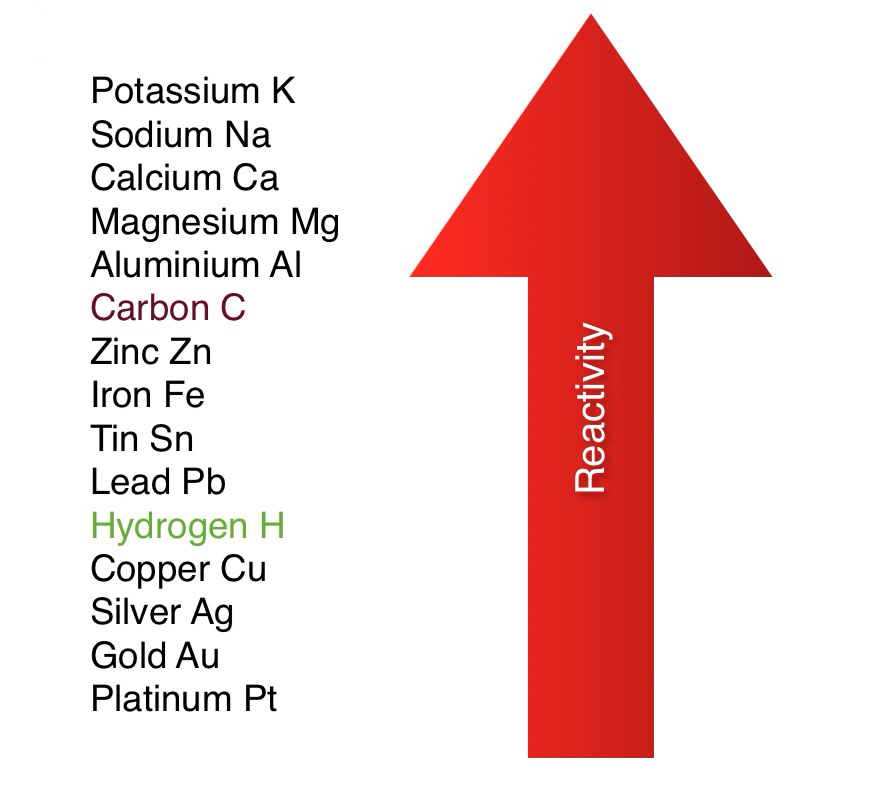 Potassium K
Sodium Na
Calcium Ca
Magnesium Mg
Aluminium Al
Carbon C
Zinc Zn
Iron Fe
Tin Sn
Lead Pb
Hydrogen H
Copper Cu
Silver Ag
Gold Au
Platinum Pt
Reactivity